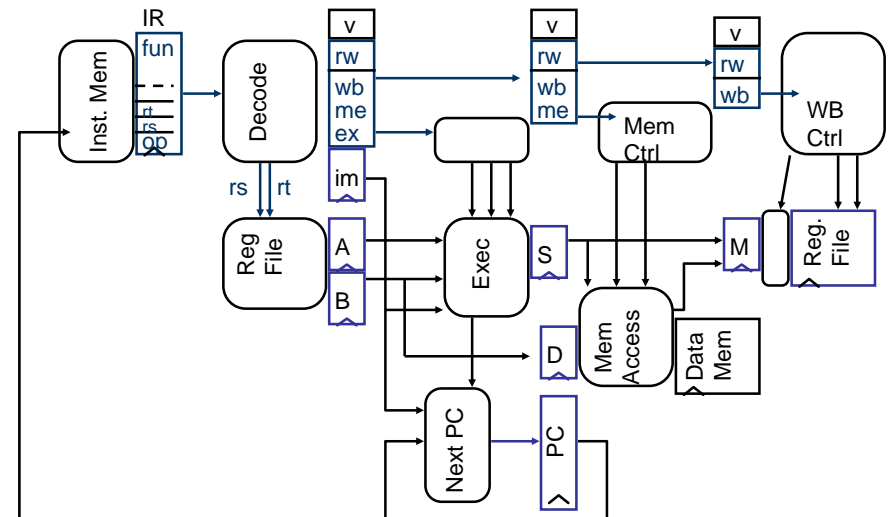 IR
fun
rt
rs
op
Inst. Mem
Decode
rs
rt
Reg
File
v
rw
wb
me
ex
im
A
B
Exec
v
rw
wb
me
S
D
Mem
Ctrl
Mem
Access
Data
Mem
v
rw
wb
M
WB
Ctrl
Reg.
File
Next PC
PC